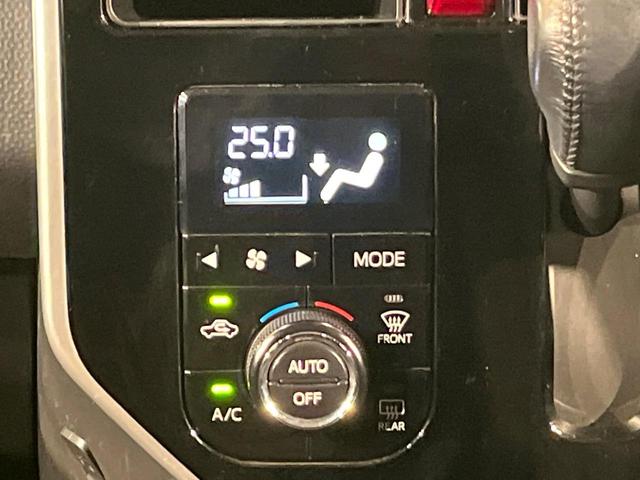 25.0
MODE
FRONT
AUTO
OFF
A/C
REAR